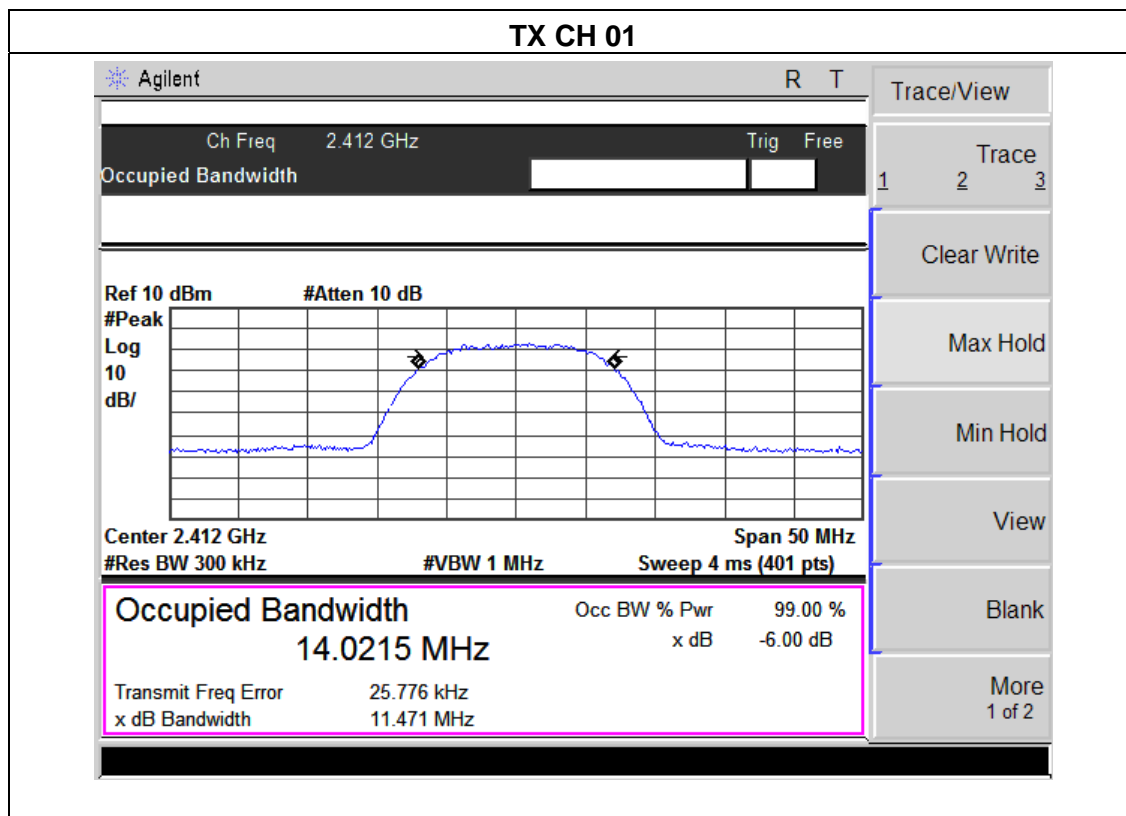 TX CH 01
Agilent R T
Trace/View
Ch Freq 2.412 GHz Trig Free
Occupied Bandwidth
Trace
1 2 3
Clear Write
Ref 10 dBm #Atten 10 dB
#Peak
Log
10
dB/
Max Hold
Min Hold
View
Center 2.412 GHz Span 50 MHz
#Res BW 300 kHz #VBW 1 MHz Sweep 4 ms (401 pts)
Occupied Bandwidth Occ BW % Pwr 99.00 %
14.0215 MHz x dB -6.00 dB
Blank
Transmit Freq Error 25.776 kHz
x dB Bandwidth 11.471 MHz
More
1 of 2